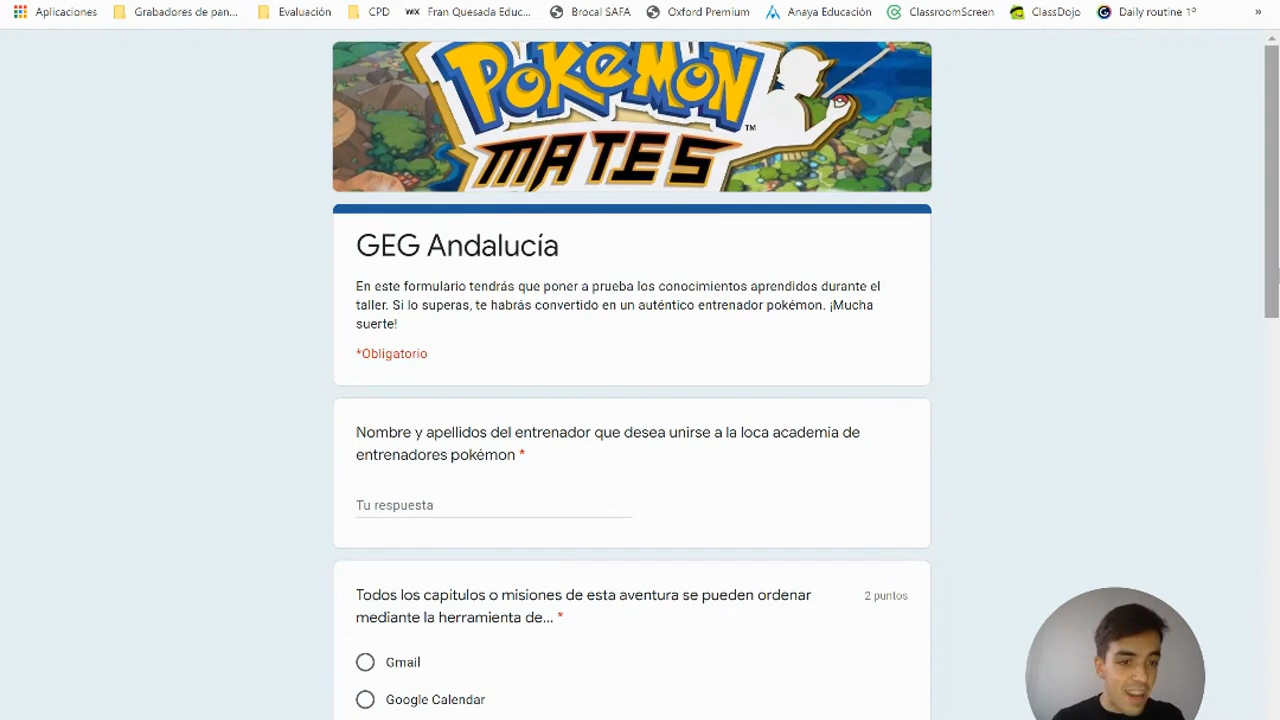 Aplicaciones Grabadores de pan... Evaluación CPD WIX Fran Quesada Educ... Brocal SAFA Oxford Premium Anaya Educación ClassroomScreen ClassDojo Daily routine 1º »
POKÉMON
TM
MATES
GEG Andalucía
En este formulario tendrás que poner a prueba los conocimientos aprendidos durante el
taller. Si lo superas, te habrás convertido en un auténtico entrenador pokémon. ¡Mucha
suerte!
*Obligatorio
Nombre y apellidos del entrenador que desea unirse a la loca academia de
entrenadores pokémon *
Tu respuesta
Todos los capitulos o misiones de esta aventura se pueden ordenar 2 puntos
mediante la herramienta de... *
Gmail
Google Calendar